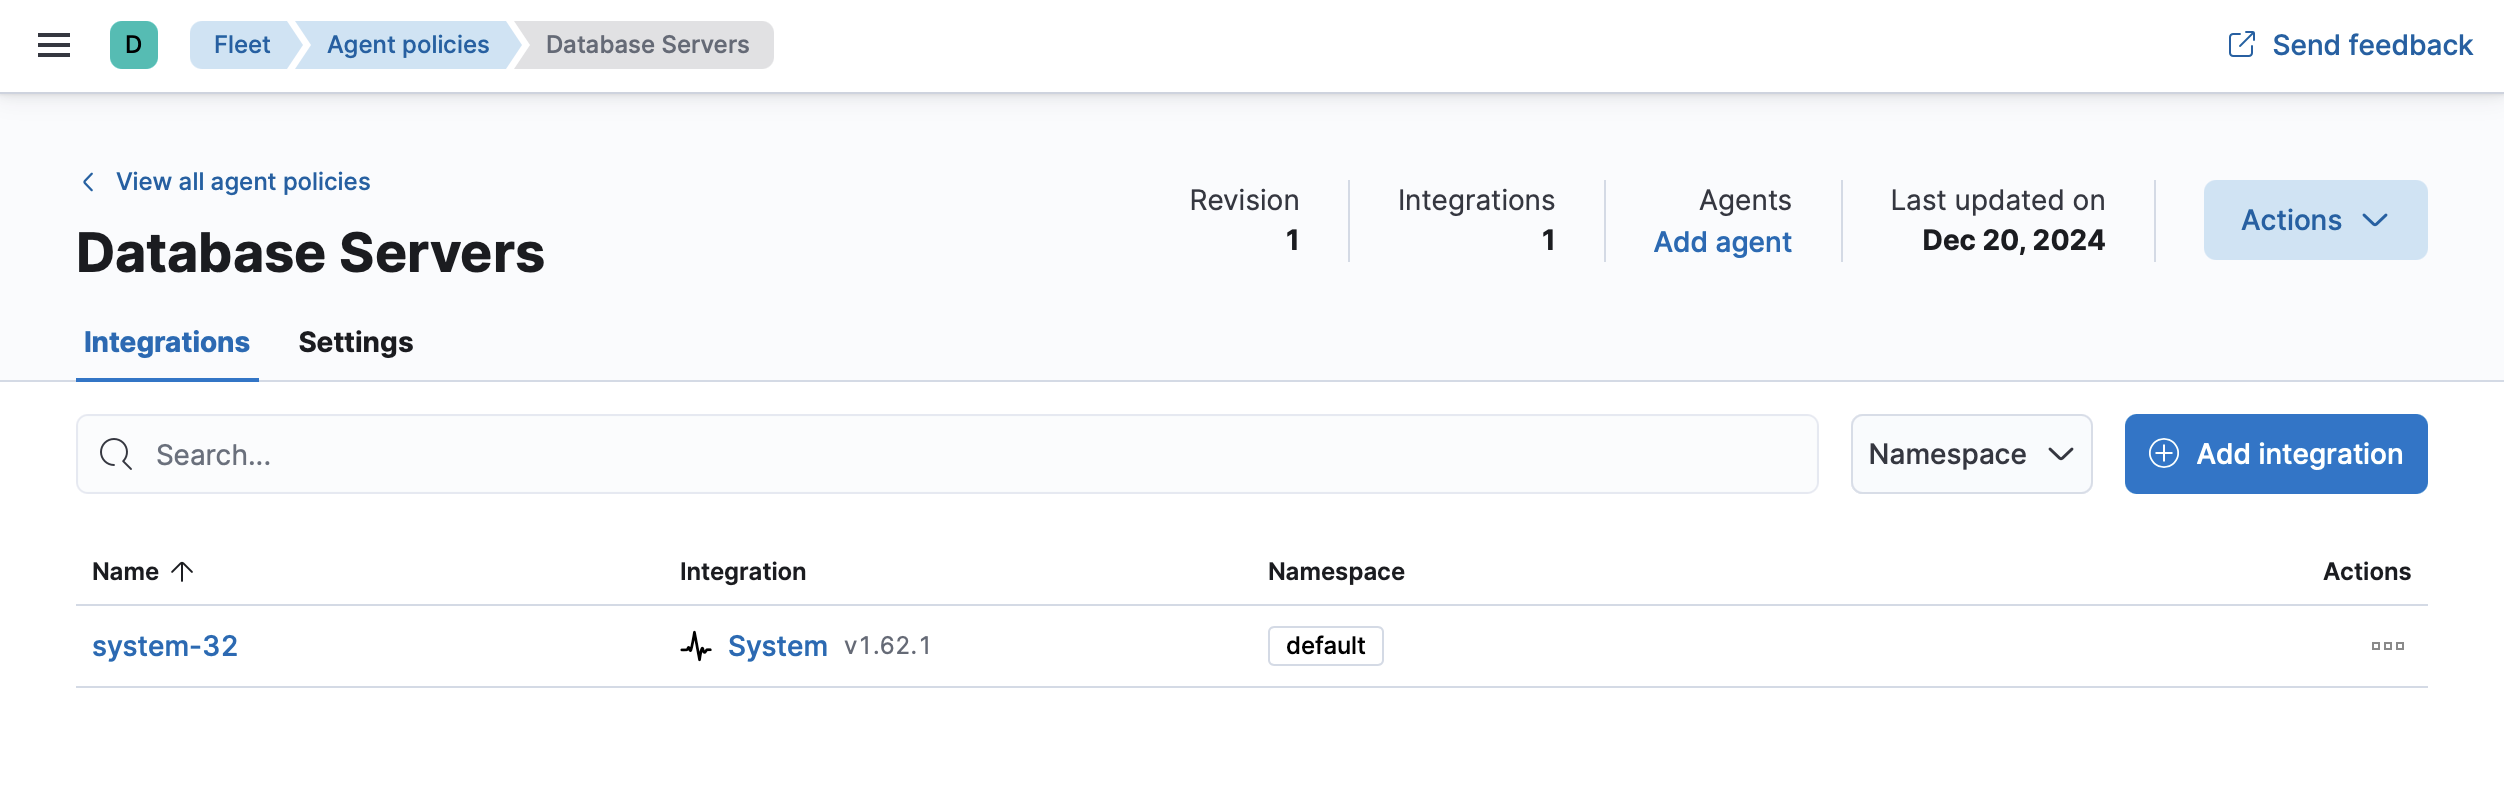 D
Fleet
Agent policies
Database Servers
Send feedback
View all agent policies
Database Servers
Revision
1
Integrations
1
Agents
Add agent
Last updated on
Dec 20, 2024
Actions
Integrations
Settings
Search...
Namespace
Add integration
Name
Integration
Namespace
Actions
system-32
System v1.62.1
default